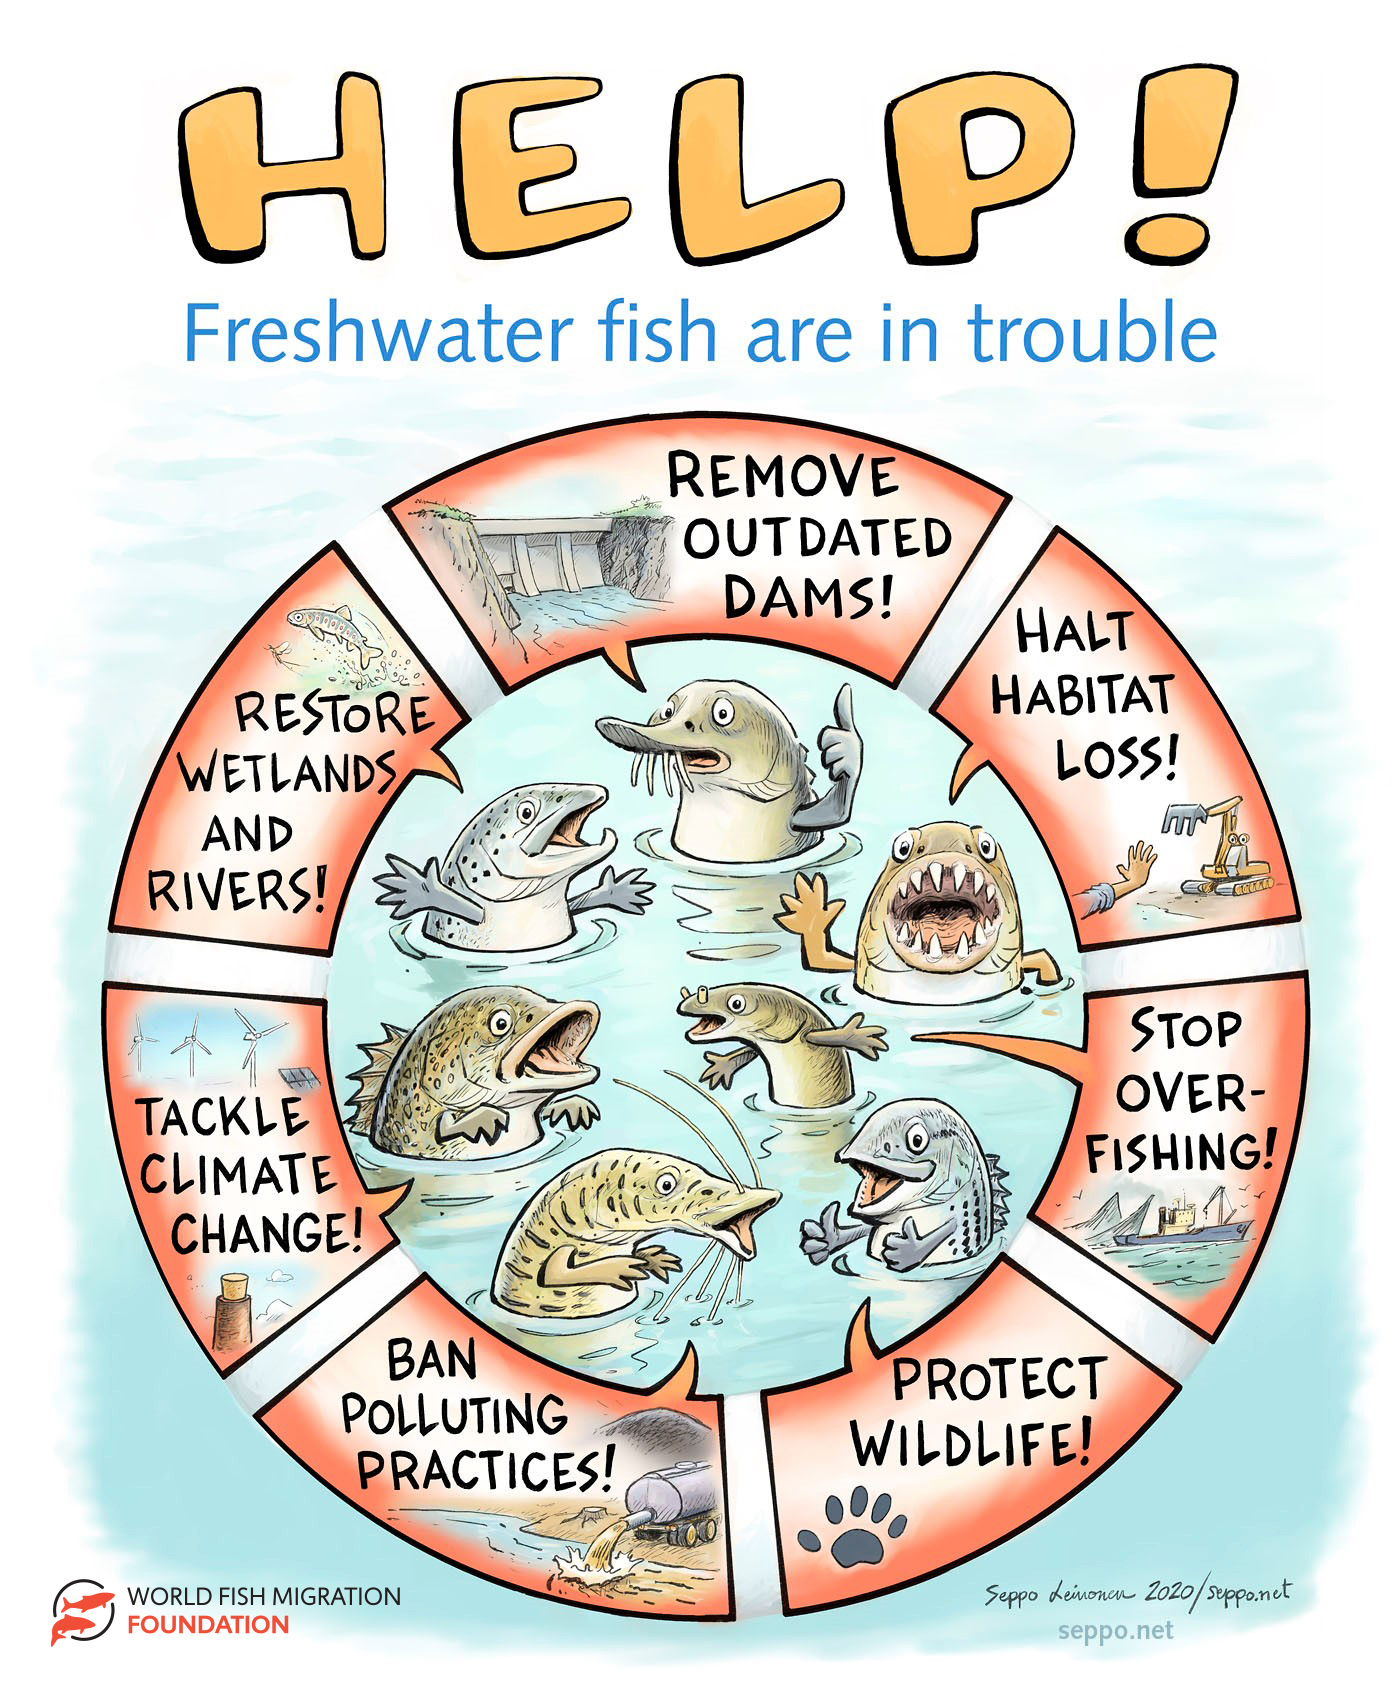 HELP!
Freshwater fish are in trouble
REMOVE
OUTDATED
DAMS!
HALT
HABITAT
LOSS!
STOP
OVER-
FISHING!
PROTECT
WILDLIFE!
BAN
POLLUTING
PRACTICES!
TACKLE
CLIMATE
CHANGE!
RESTORE
WETLANDS
AND
RIVERS!
WORLD FISH MIGRATION
FOUNDATION
Seppo Leinonen 2020/seppo.net
seppo.net